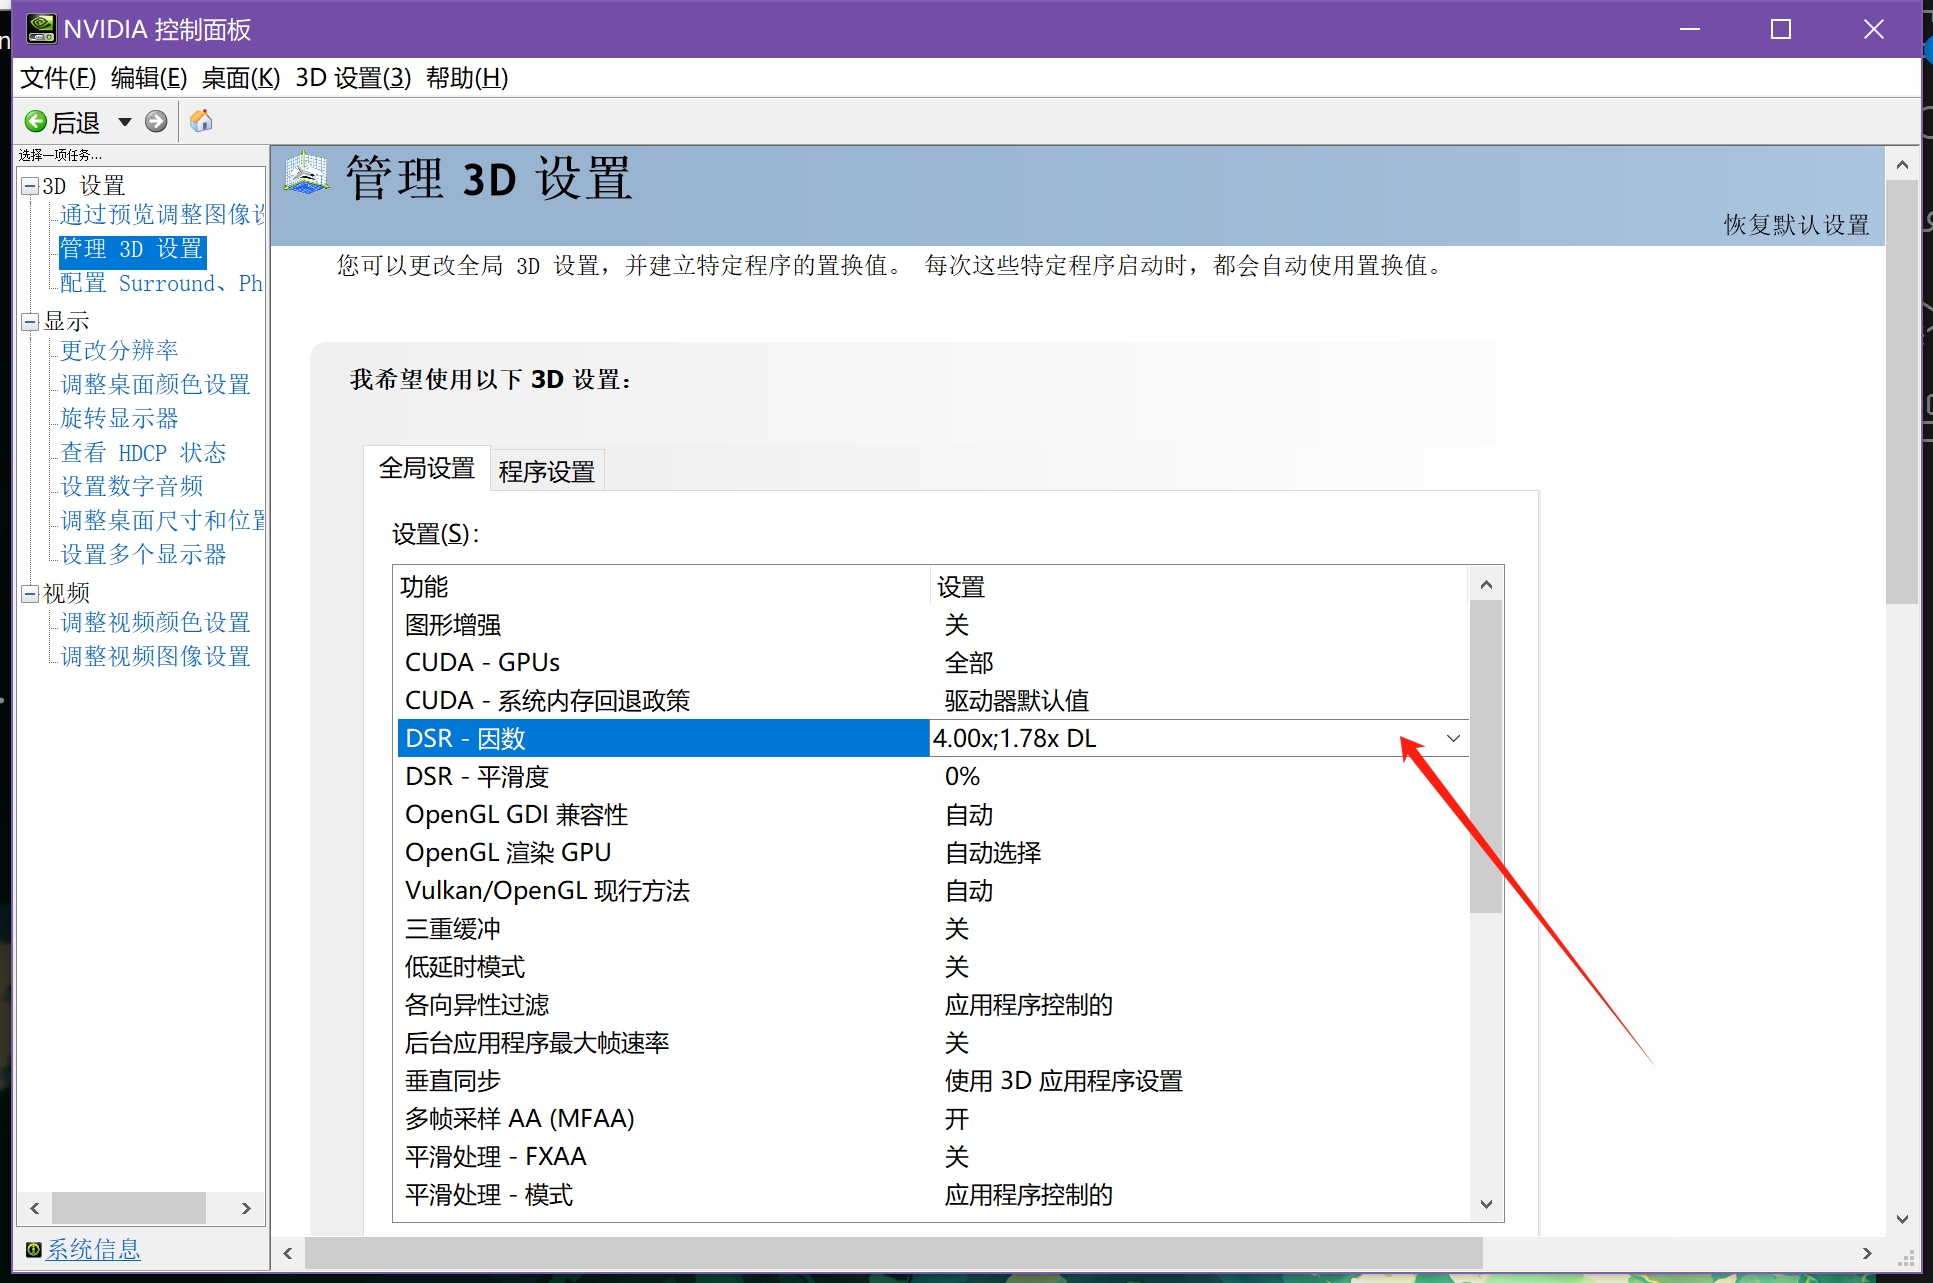 NVIDIA 控制面板
文件(F) 编辑(E) 桌面(K) 3D 设置(3) 帮助(H)
后退
选择一项任务...
3D 设置
通过预览调整图像设
管理 3D 设置
配置 Surround、Ph
显示
更改分辨率
调整桌面颜色设置
旋转显示器
查看 HDCP 状态
设置数字音频
调整桌面尺寸和位置
设置多个显示器
视频
调整视频颜色设置
调整视频图像设置
系统信息
管理 3D 设置
恢复默认设置
您可以更改全局 3D 设置，并建立特定程序的置换值。 每次这些特定程序启动时，都会自动使用置换值。
我希望使用以下 3D 设置：
全局设置 程序设置
设置(S)：
功能 设置
图形增强 关
CUDA - GPUs 全部
CUDA - 系统内存回退政策 驱动器默认值
DSR - 因数 4.00x;1.78x DL
DSR - 平滑度 0%
OpenGL GDI 兼容性 自动
OpenGL 渲染 GPU 自动选择
Vulkan/OpenGL 现行方法 自动
三重缓冲 关
低延时模式 关
各向异性过滤 应用程序控制的
后台应用程序最大帧速率 关
垂直同步 使用 3D 应用程序设置
多帧采样 AA (MFAA) 开
平滑处理 - FXAA 关
平滑处理 - 模式 应用程序控制的